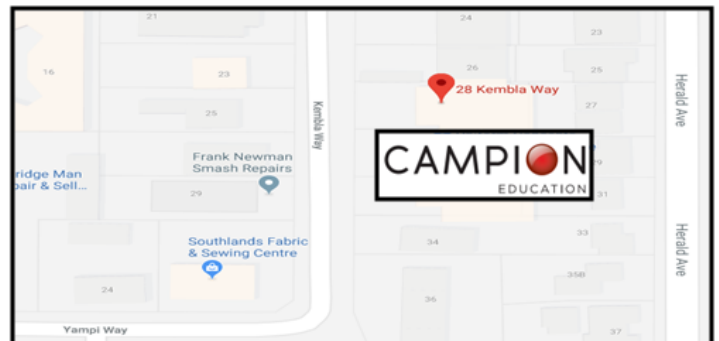 21
24
23
16
23
26
25
28 Kembla Way
27
25
Kembla Way
Herald Ave
CAMPION
EDUCATION
Frank Newman
Smash Repairs
ridge Man
pair & Sell...
29
9
31
Southlands Fabric
& Sewing Centre
34
33
Herald Ave
24
36
35B
Yampi Way
37